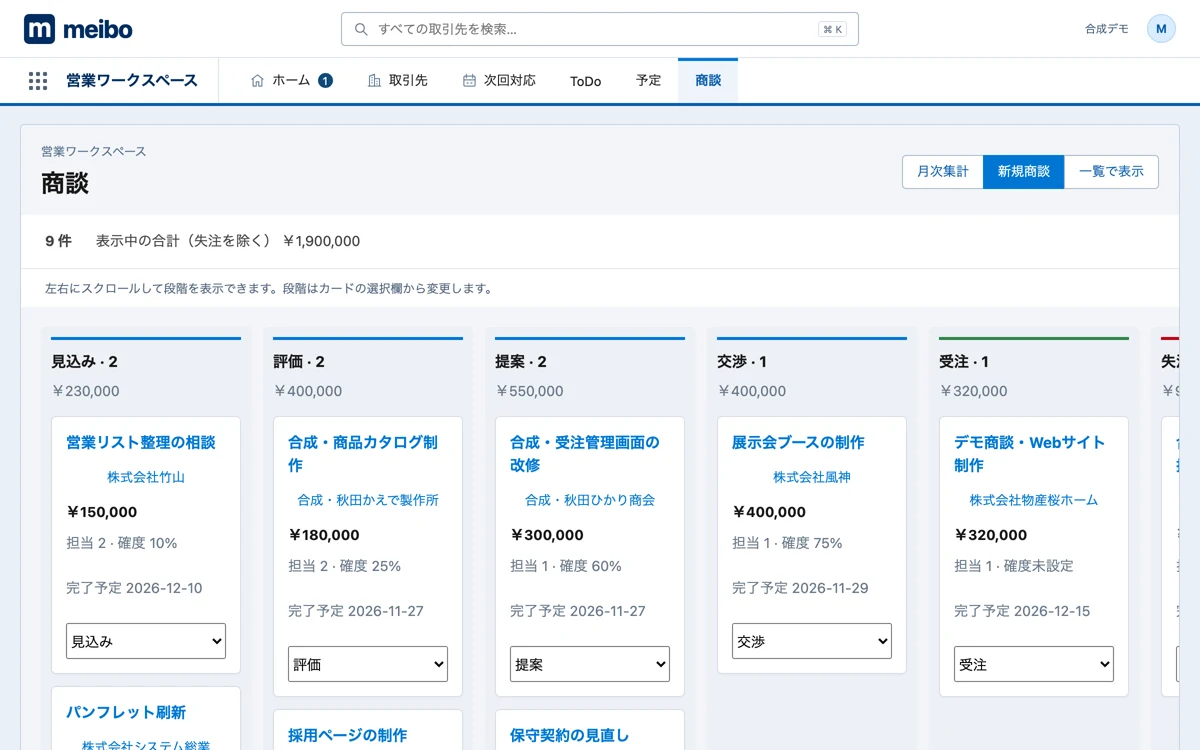 m meibo
すべての取引先を検索...
⌘ K
合成デモ
M
営業ワークスペース
ホーム 1
取引先
次回対応
ToDo
予定
商談
営業ワークスペース
商談
月次集計
新規商談
一覧で表示
9 件 表示中の合計（失注を除く） ￥1,900,000
左右にスクロールして段階を表示できます。段階はカードの選択欄から変更します。
見込み · 2
￥230,000
営業リスト整理の相談
株式会社竹山
￥150,000
担当 2 · 確度 10%
完了予定 2026-12-10
見込み
パンフレット刷新
株式会社システム総業
評価 · 2
￥400,000
合成・商品カタログ制
作
合成・秋田かえで製作所
￥180,000
担当 2 · 確度 25%
完了予定 2026-11-27
評価
採用ページの制作
提案 · 2
￥550,000
合成・受注管理画面の
改修
合成・秋田ひかり商会
￥300,000
担当 1 · 確度 60%
完了予定 2026-11-27
提案
保守契約の見直し
交渉 · 1
￥400,000
展示会ブースの制作
株式会社風神
￥400,000
担当 1 · 確度 75%
完了予定 2026-11-29
交渉
受注 · 1
￥320,000
デモ商談・Webサイト
制作
株式会社物産桜ホーム
￥320,000
担当 1 · 確度未設定
完了予定 2026-12-15
受注